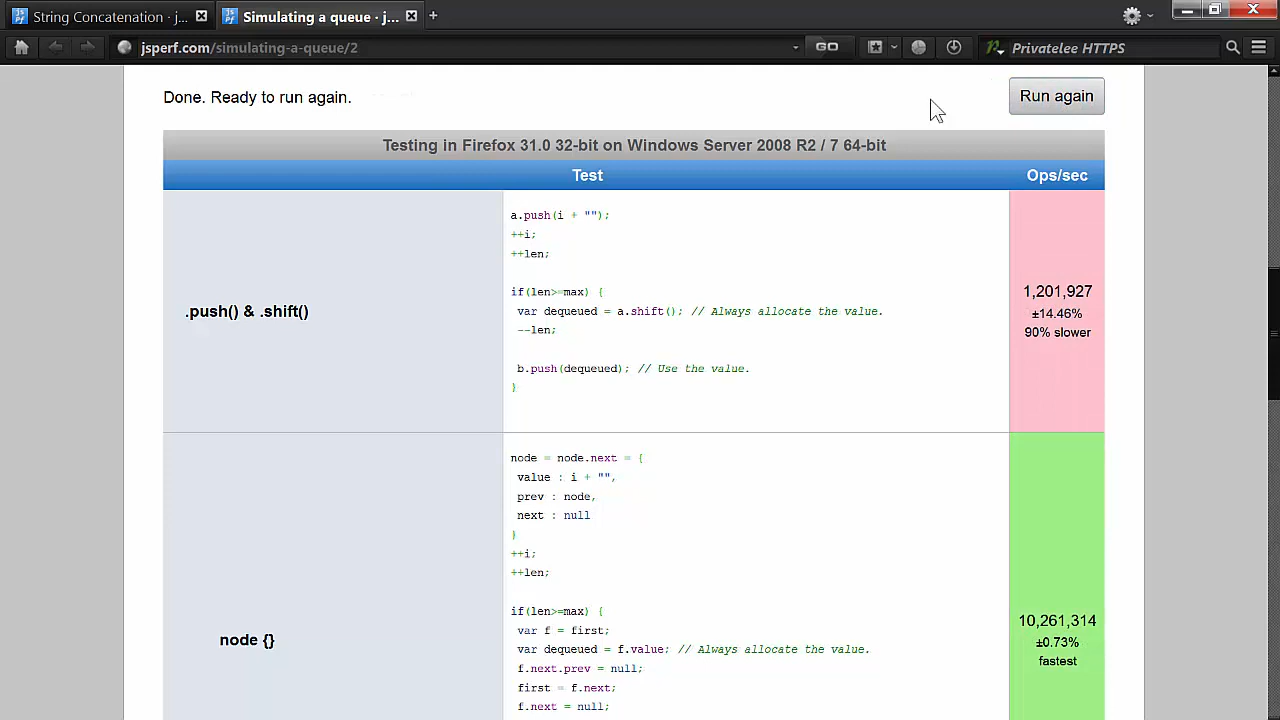 String Concatenation · j...
Simulating a queue · j...
jsperf.com/simulating-a-queue/2
GO
Privatelee HTTPS
Done. Ready to run again.
Run again
Testing in Firefox 31.0 32-bit on Windows Server 2008 R2 / 7 64-bit
Test
Ops/sec
.push() & .shift()
a.push(i + "");
++i;
++len;
if(len>=max) {
var dequeued = a.shift(); // Always allocate the value.
--len;
b.push(dequeued); // Use the value.
}
1,201,927
±14.46%
90% slower
node {}
node = node.next = {
value : i + "",
prev : node,
next : null
}
++i;
++len;
if(len>=max) {
var f = first;
var dequeued = f.value; // Always allocate the value.
f.next.prev = null;
first = f.next;
f.next = null;
10,261,314
±0.73%
fastest